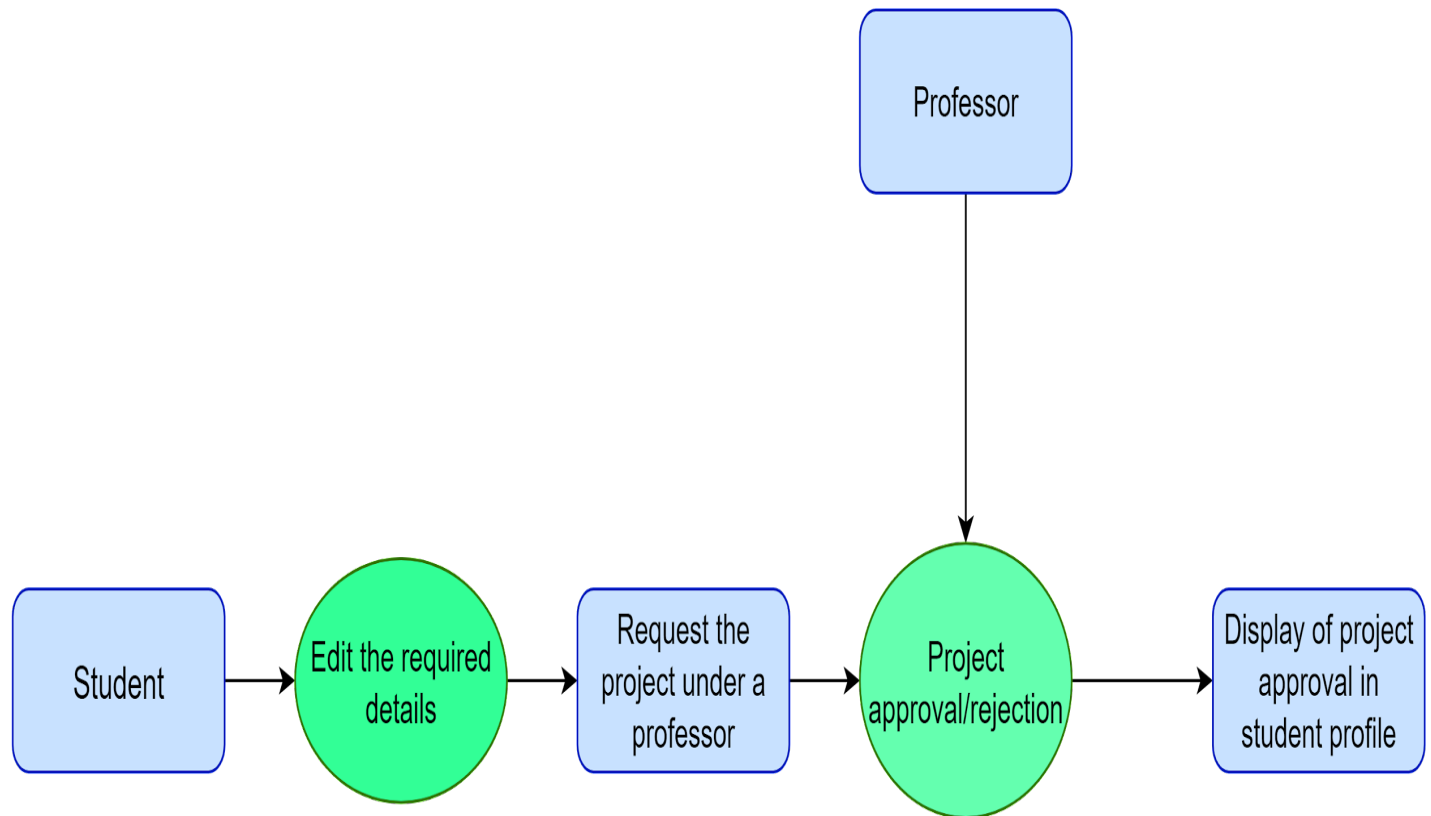 Professor
Student
Edit the required
details
Request the
project under a
professor
Project
approval/rejection
Display of project
approval in
student profile